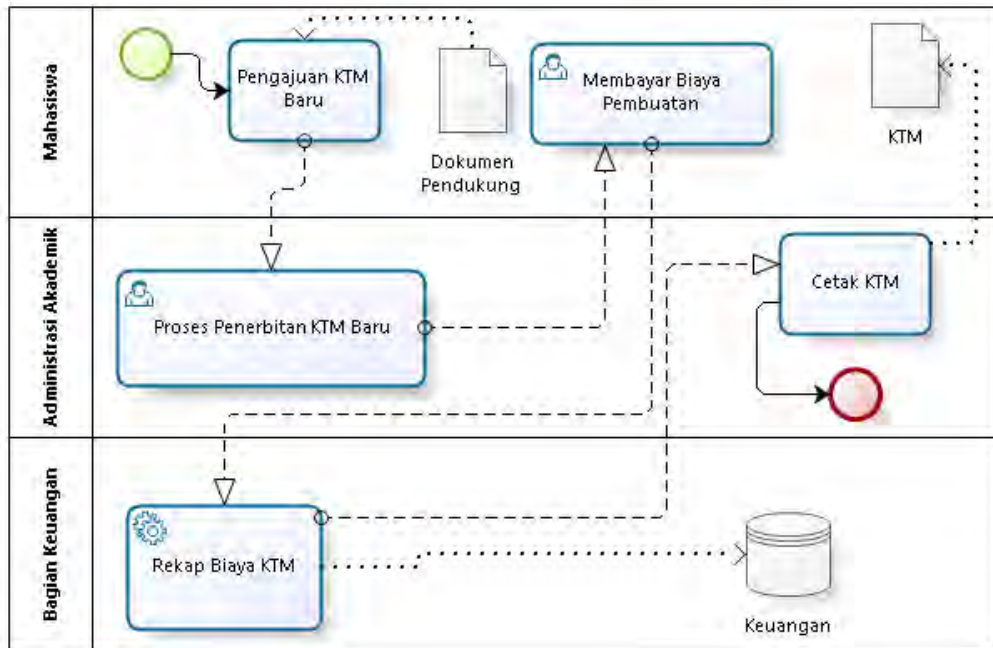 Mahasiswa
Pengajuan KTM
Baru
Dokumen
Pendukung
Membayar Biaya
Pembuatan
KTM
Administrasi Akademik
Proses Penerbitan KTM Baru
Cetak KTM
Bagian Keuangan
Rekap Biaya KTM
Keuangan